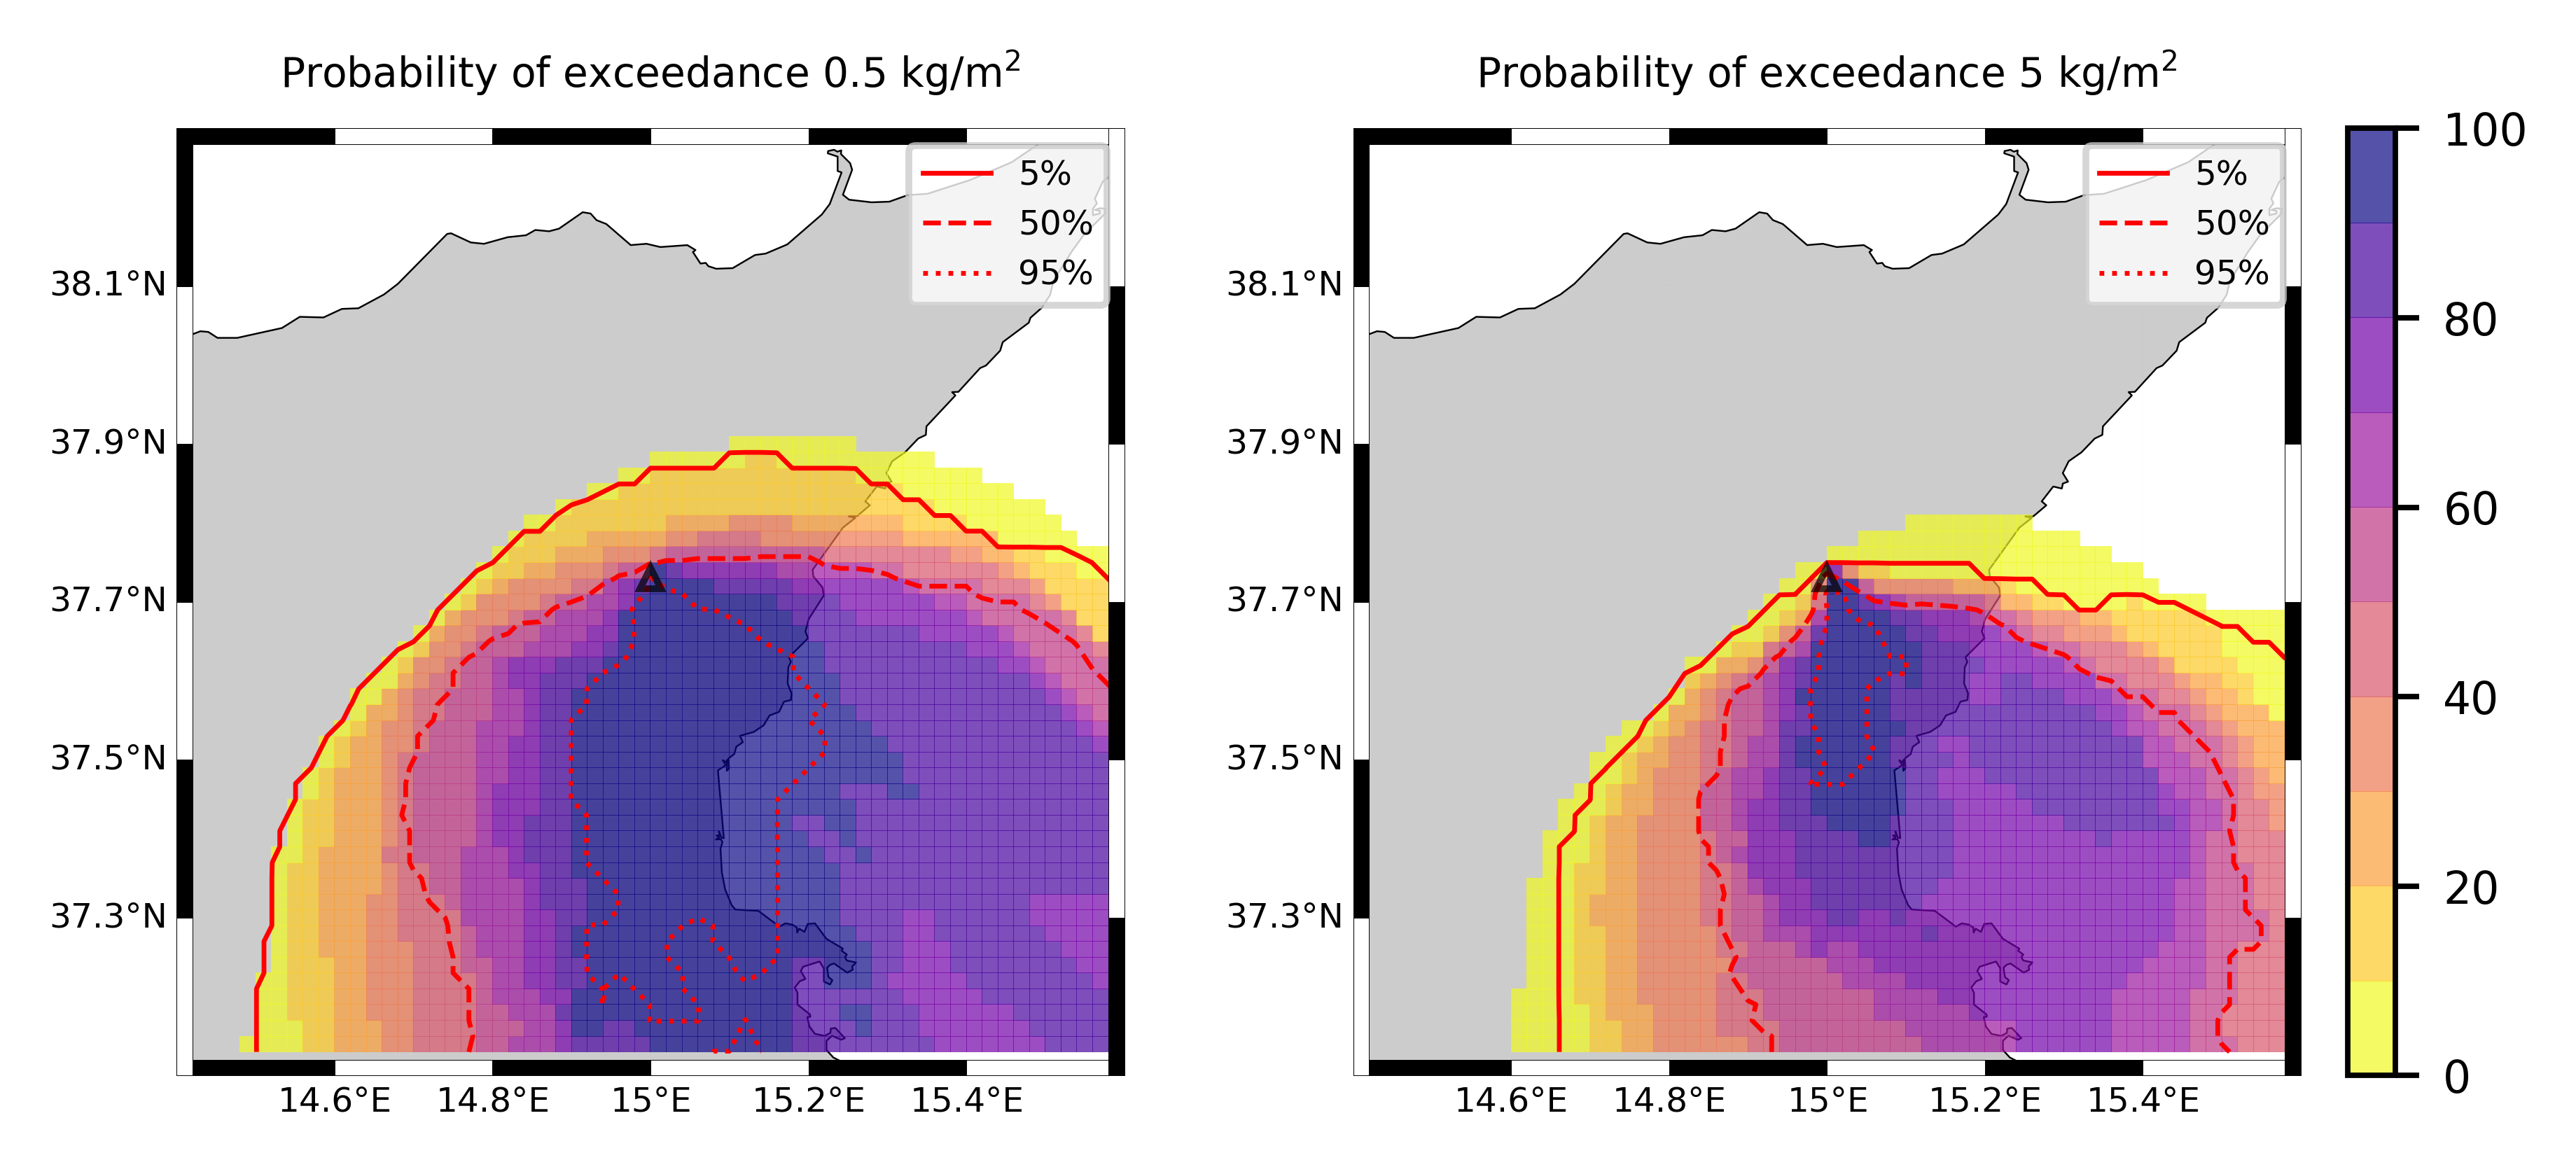 Probability of exceedance 0.5 kg/m²
5%
50%
95%
38.1°N
37.9°N
37.7°N
37.5°N
37.3°N
14.6°E
14.8°E
15°E
15.2°E
15.4°E
Probability of exceedance 5 kg/m²
5%
50%
95%
38.1°N
37.9°N
37.7°N
37.5°N
37.3°N
14.6°E
14.8°E
15°E
15.2°E
15.4°E
100
80
60
40
20
0